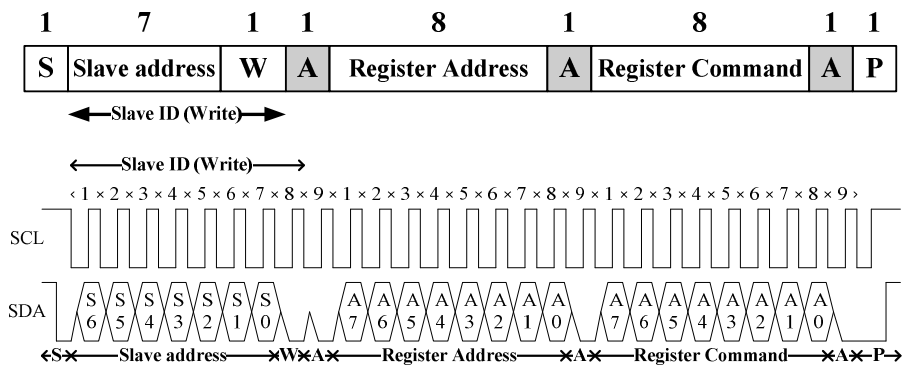 1 7 1 1 8 1 8 1 1
S Slave address W A Register Address A Register Command A P
Slave ID (Write)
Slave ID (Write)
1 × 2 × 3 × 4 × 5 × 6 × 7 × 8 × 9 × 1 × 2 × 3 × 4 × 5 × 6 × 7 × 8 × 9 × 1 × 2 × 3 × 4 × 5 × 6 × 7 × 8 × 9
SCL
SDA S6 S5 S4 S3 S2 S1 S0 A7 A6 A5 A4 A3 A2 A1 A0 A7 A6 A5 A4 A3 A2 A1 A0
S Slave address W A Register Address A Register Command A P